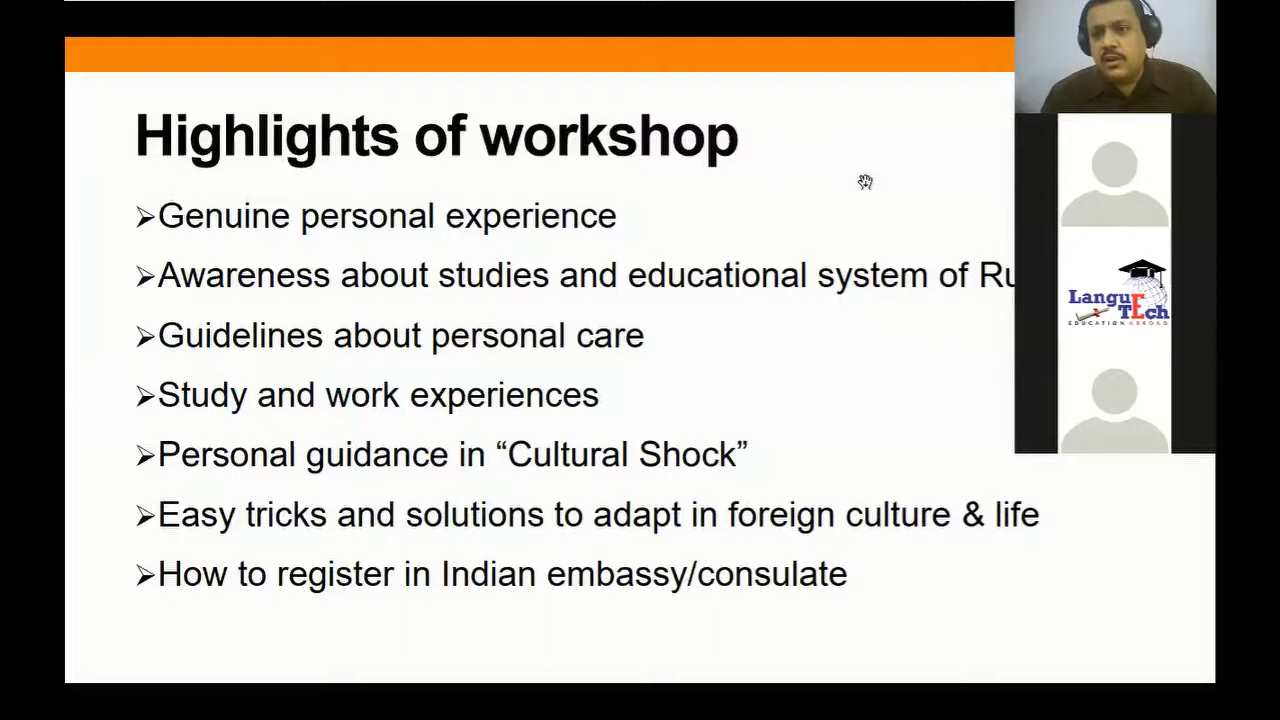 Highlights of workshop
➢Genuine personal experience
➢Awareness about studies and educational system of
➢Guidelines about personal care
➢Study and work experiences
➢Personal guidance in “Cultural Shock”
➢Easy tricks and solutions to adapt in foreign culture & life
➢How to register in Indian embassy/consulate
Langu
TEch
EDUCATION ABROAD